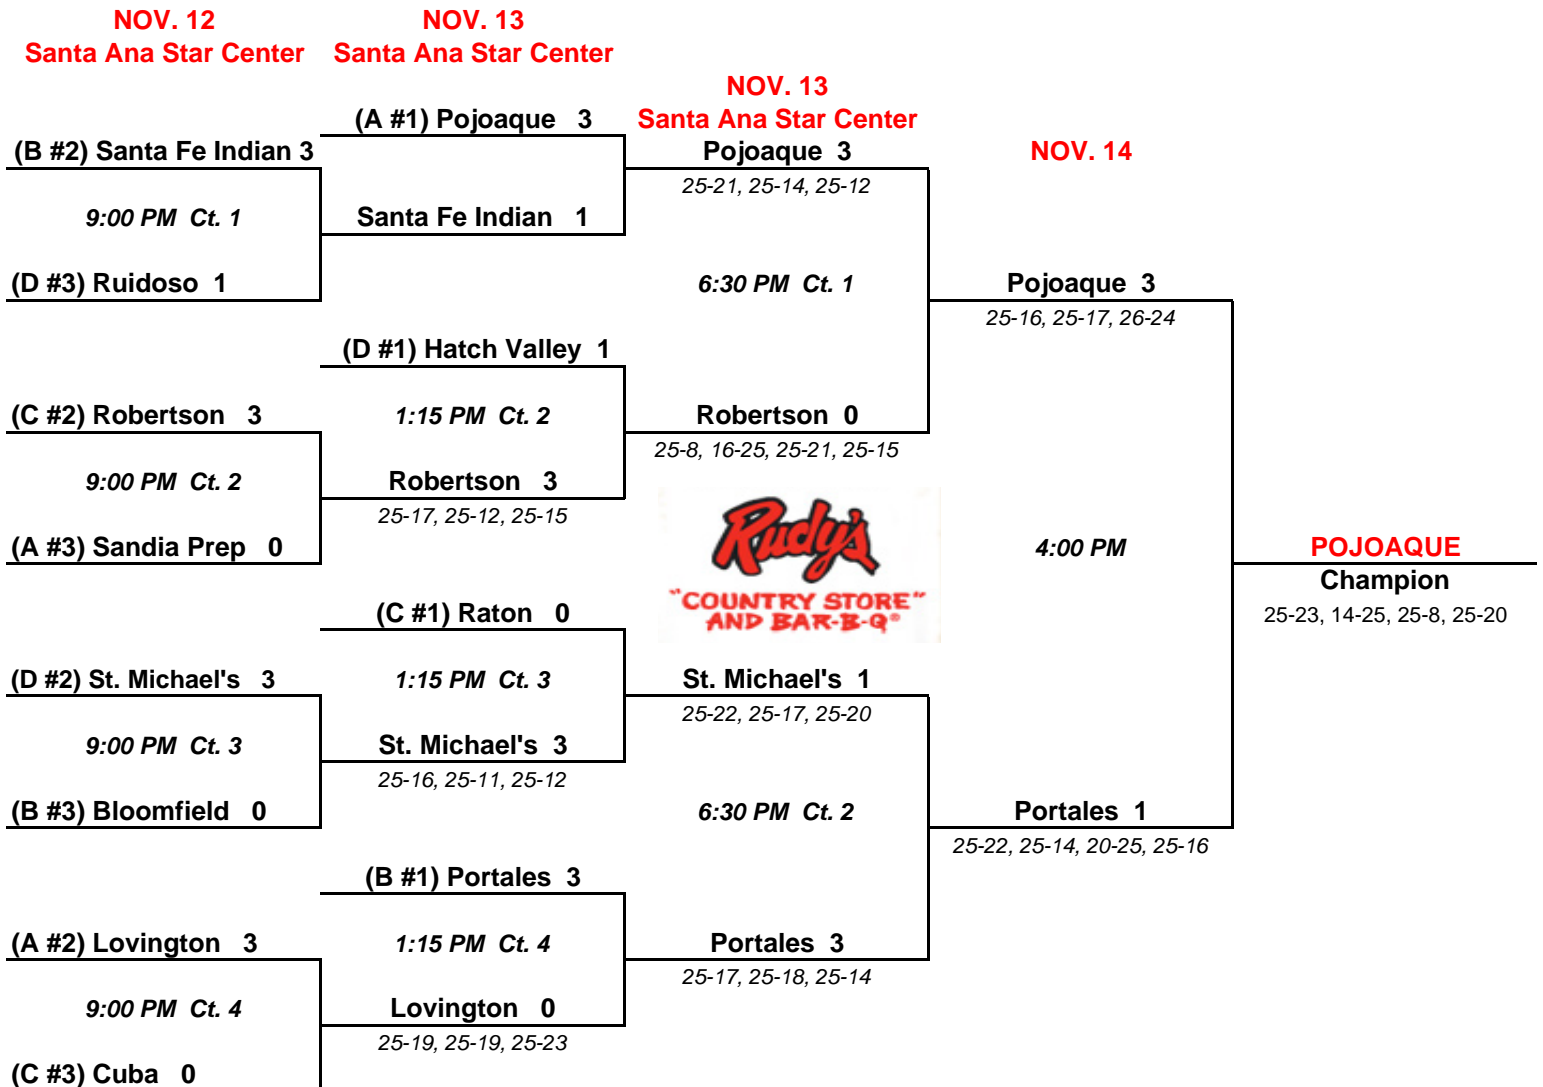 NOV. 12
Santa Ana Star Center
NOV. 13
Santa Ana Star Center
NOV. 13
Santa Ana Star Center
NOV. 14
(B #2) Santa Fe Indian 3
9:00 PM Ct. 1
(D #3) Ruidoso 1
(C #2) Robertson 3
9:00 PM Ct. 2
(A #3) Sandia Prep 0
(D #2) St. Michael's 3
9:00 PM Ct. 3
(B #3) Bloomfield 0
(A #2) Lovington 3
9:00 PM Ct. 4
(C #3) Cuba 0
(A #1) Pojoaque 3
Santa Fe Indian 1
(D #1) Hatch Valley 1
1:15 PM Ct. 2
Robertson 3
25-17, 25-12, 25-15
(C #1) Raton 0
1:15 PM Ct. 3
St. Michael's 3
25-16, 25-11, 25-12
(B #1) Portales 3
1:15 PM Ct. 4
Lovington 0
25-19, 25-19, 25-23
Pojoaque 3
25-21, 25-14, 25-12
6:30 PM Ct. 1
Robertson 0
25-8, 16-25, 25-21, 25-15
Rudy's
"COUNTRY STORE"
AND BAR-B-Q®
St. Michael's 1
25-22, 25-17, 25-20
6:30 PM Ct. 2
Portales 3
25-17, 25-18, 25-14
Pojoaque 3
25-16, 25-17, 26-24
4:00 PM
Portales 1
25-22, 25-14, 20-25, 25-16
POJOAQUE
Champion
25-23, 14-25, 25-8, 25-20